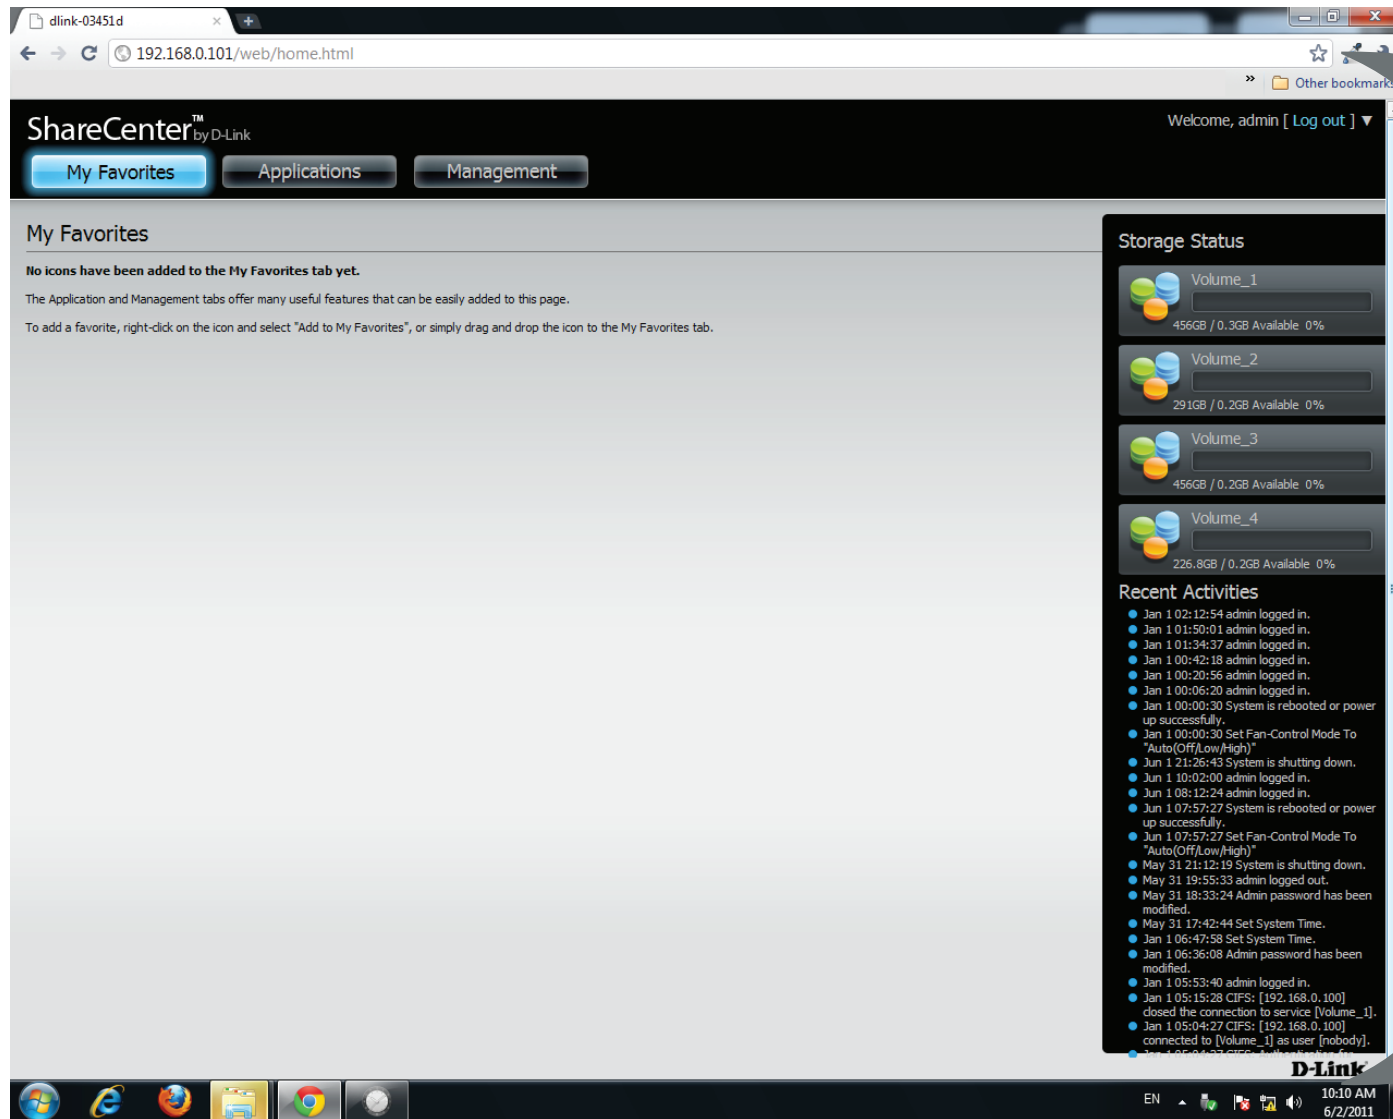 dlink-03451d
192.168.0.101/web/home.html
» Other bookmarks
ShareCenter™ by D-Link
Welcome, admin [ Log out ] ▼
My Favorites Applications Management
My Favorites
No icons have been added to the My Favorites tab yet.
The Application and Management tabs offer many useful features that can be easily added to this page.
To add a favorite, right-click on the icon and select "Add to My Favorites", or simply drag and drop the icon to the My Favorites tab.
Storage Status
Volume_1
456GB / 0.3GB Available 0%
Volume_2
291GB / 0.2GB Available 0%
Volume_3
456GB / 0.2GB Available 0%
Volume_4
226.8GB / 0.2GB Available 0%
Recent Activities
Jan 1 02:12:54 admin logged in.
Jan 1 01:50:01 admin logged in.
Jan 1 01:34:37 admin logged in.
Jan 1 00:42:18 admin logged in.
Jan 1 00:20:56 admin logged in.
Jan 1 00:06:20 admin logged in.
Jan 1 00:00:30 System is rebooted or power
up successfully.
Jan 1 00:00:30 Set Fan-Control Mode To
"Auto(Off/Low/High)"
Jun 1 21:26:43 System is shutting down.
Jun 1 10:02:00 admin logged in.
Jun 1 08:12:24 admin logged in.
Jun 1 07:57:27 System is rebooted or power
up successfully.
Jun 1 07:57:27 Set Fan-Control Mode To
"Auto(Off/Low/High)"
May 31 21:12:19 System is shutting down.
May 31 19:55:33 admin logged out.
May 31 18:33:24 Admin password has been
modified.
May 31 17:42:44 Set System Time.
Jan 1 06:47:58 Set System Time.
Jan 1 06:36:08 Admin password has been
modified.
Jan 1 05:53:40 admin logged in.
Jan 1 05:15:28 CIFS: [192.168.0.100]
closed the connection to service [Volume_1].
Jan 1 05:04:27 CIFS: [192.168.0.100]
connected to [Volume_1] as user [nobody].
D-Link
EN
10:10 AM
6/2/2011